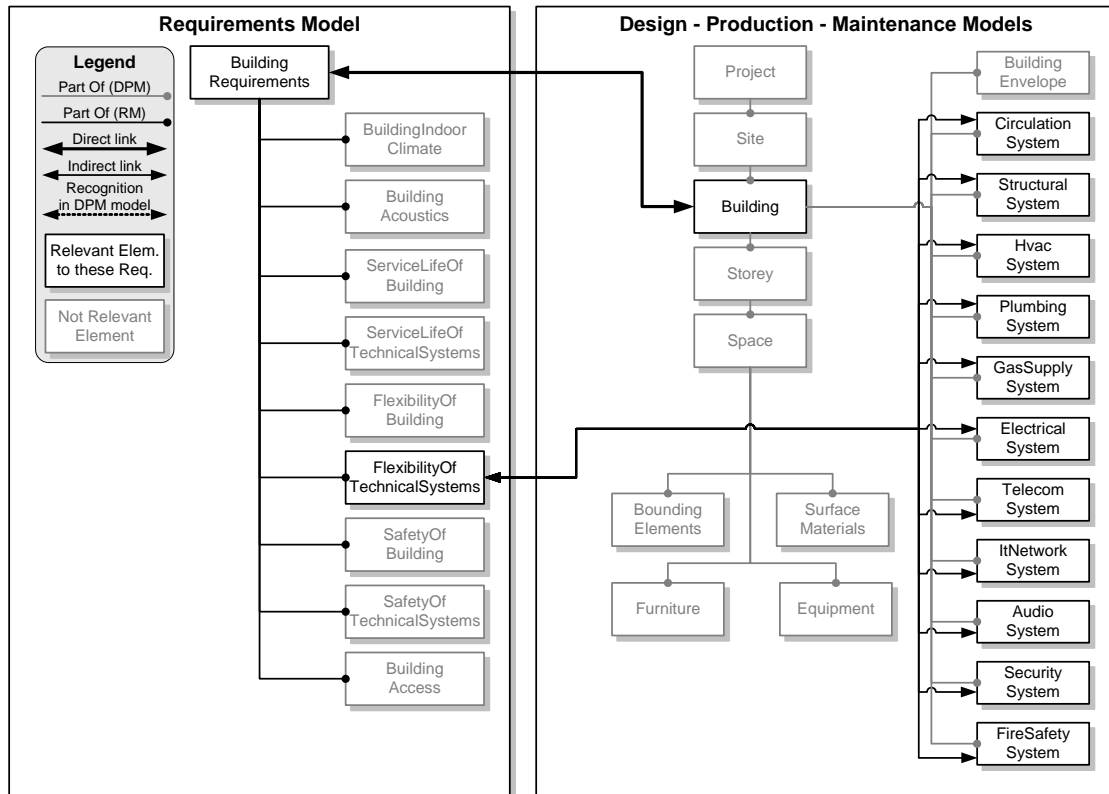 Requirements Model
Legend
Part Of (DPM)
Part Of (RM)
Direct link
Indirect link
Recognition
in DPM model
Relevant Elem.
to these Req.
Not Relevant
Element
Building
Requirements
BuildingIndoor
Climate
Building
Acoustics
ServiceLifeOf
Building
ServiceLifeOf
TechnicalSystems
FlexibilityOf
Building
FlexibilityOf
TechnicalSystems
SafetyOf
Building
SafetyOf
TechnicalSystems
Building
Access
Design - Production - Maintenance Models
Project
Site
Building
Storey
Space
Bounding
Elements
Surface
Materials
Furniture
Equipment
Building
Envelope
Circulation
System
Structural
System
Hvac
System
Plumbing
System
GasSupply
System
Electrical
System
Telecom
System
ItNetwork
System
Audio
System
Security
System
FireSafety
System